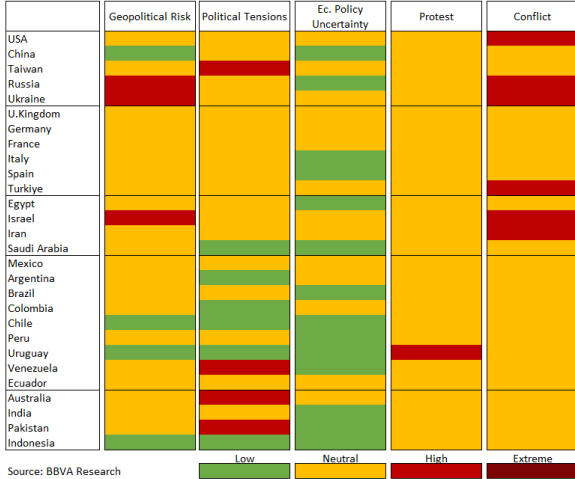 Geopolitical Risk Political Tensions Ec. Policy Uncertainty Protest Conflict
USA
China
Taiwan
Russia
Ukraine
U.Kingdom
Germany
France
Italy
Spain
Turkiye
Egypt
Israel
Iran
Saudi Arabia
Mexico
Argentina
Brazil
Colombia
Chile
Peru
Uruguay
Venezuela
Ecuador
Australia
India
Pakistan
Indonesia
Low Neutral High Extreme
Source: BBVA Research